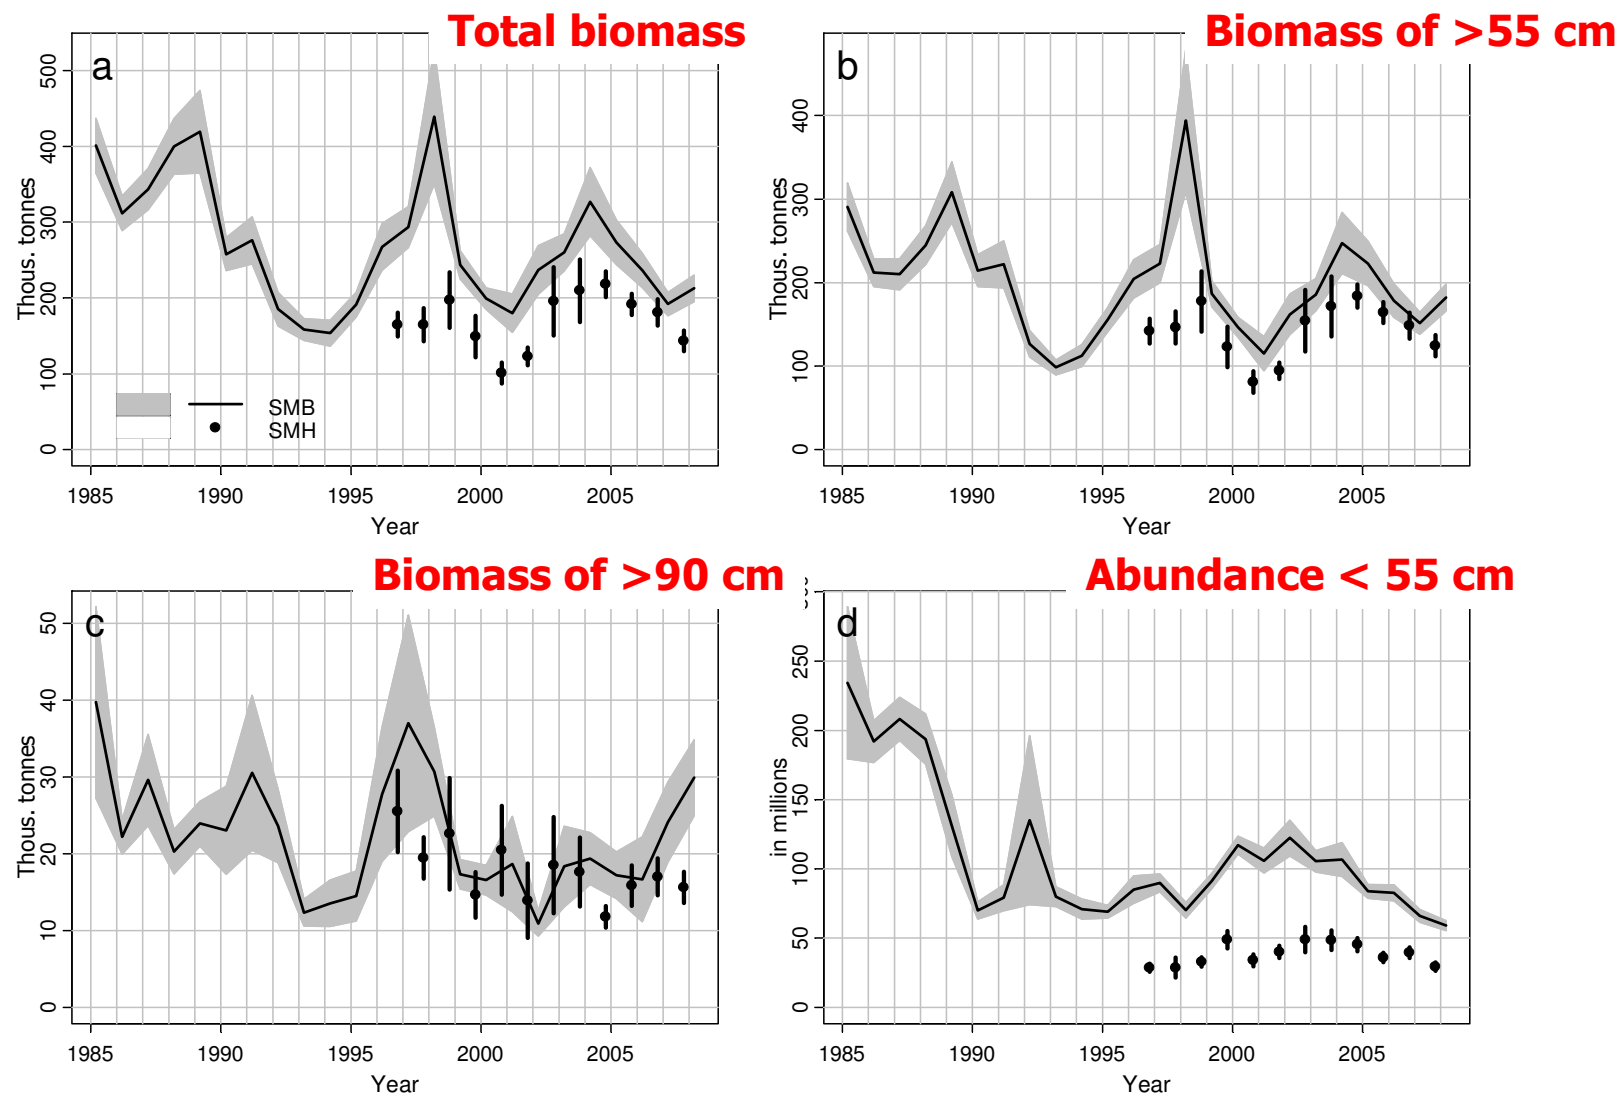 Total biomass
a
Thous. tonnes
500
400
300
200
100
0
SMB
SMH
1985 1990 1995 2000 2005
Year
Biomass of >55 cm
b
Thous. tonnes
400
300
200
100
0
1985 1990 1995 2000 2005
Year
Biomass of >90 cm
c
Thous. tonnes
50
40
30
20
10
0
1985 1990 1995 2000 2005
Year
Abundance < 55 cm
d
in millions
250
200
150
100
50
0
1985 1990 1995 2000 2005
Year